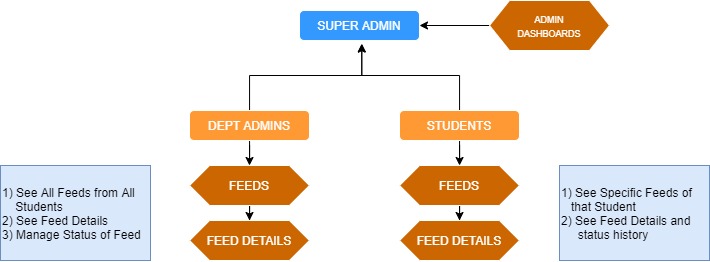 SUPER ADMIN
ADMIN
DASHBOARDS
DEPT ADMINS
STUDENTS
1) See All Feeds from All
Students
2) See Feed Details
3) Manage Status of Feed
FEEDS
FEED DETAILS
FEEDS
FEED DETAILS
1) See Specific Feeds of
that Student
2) See Feed Details and
status history